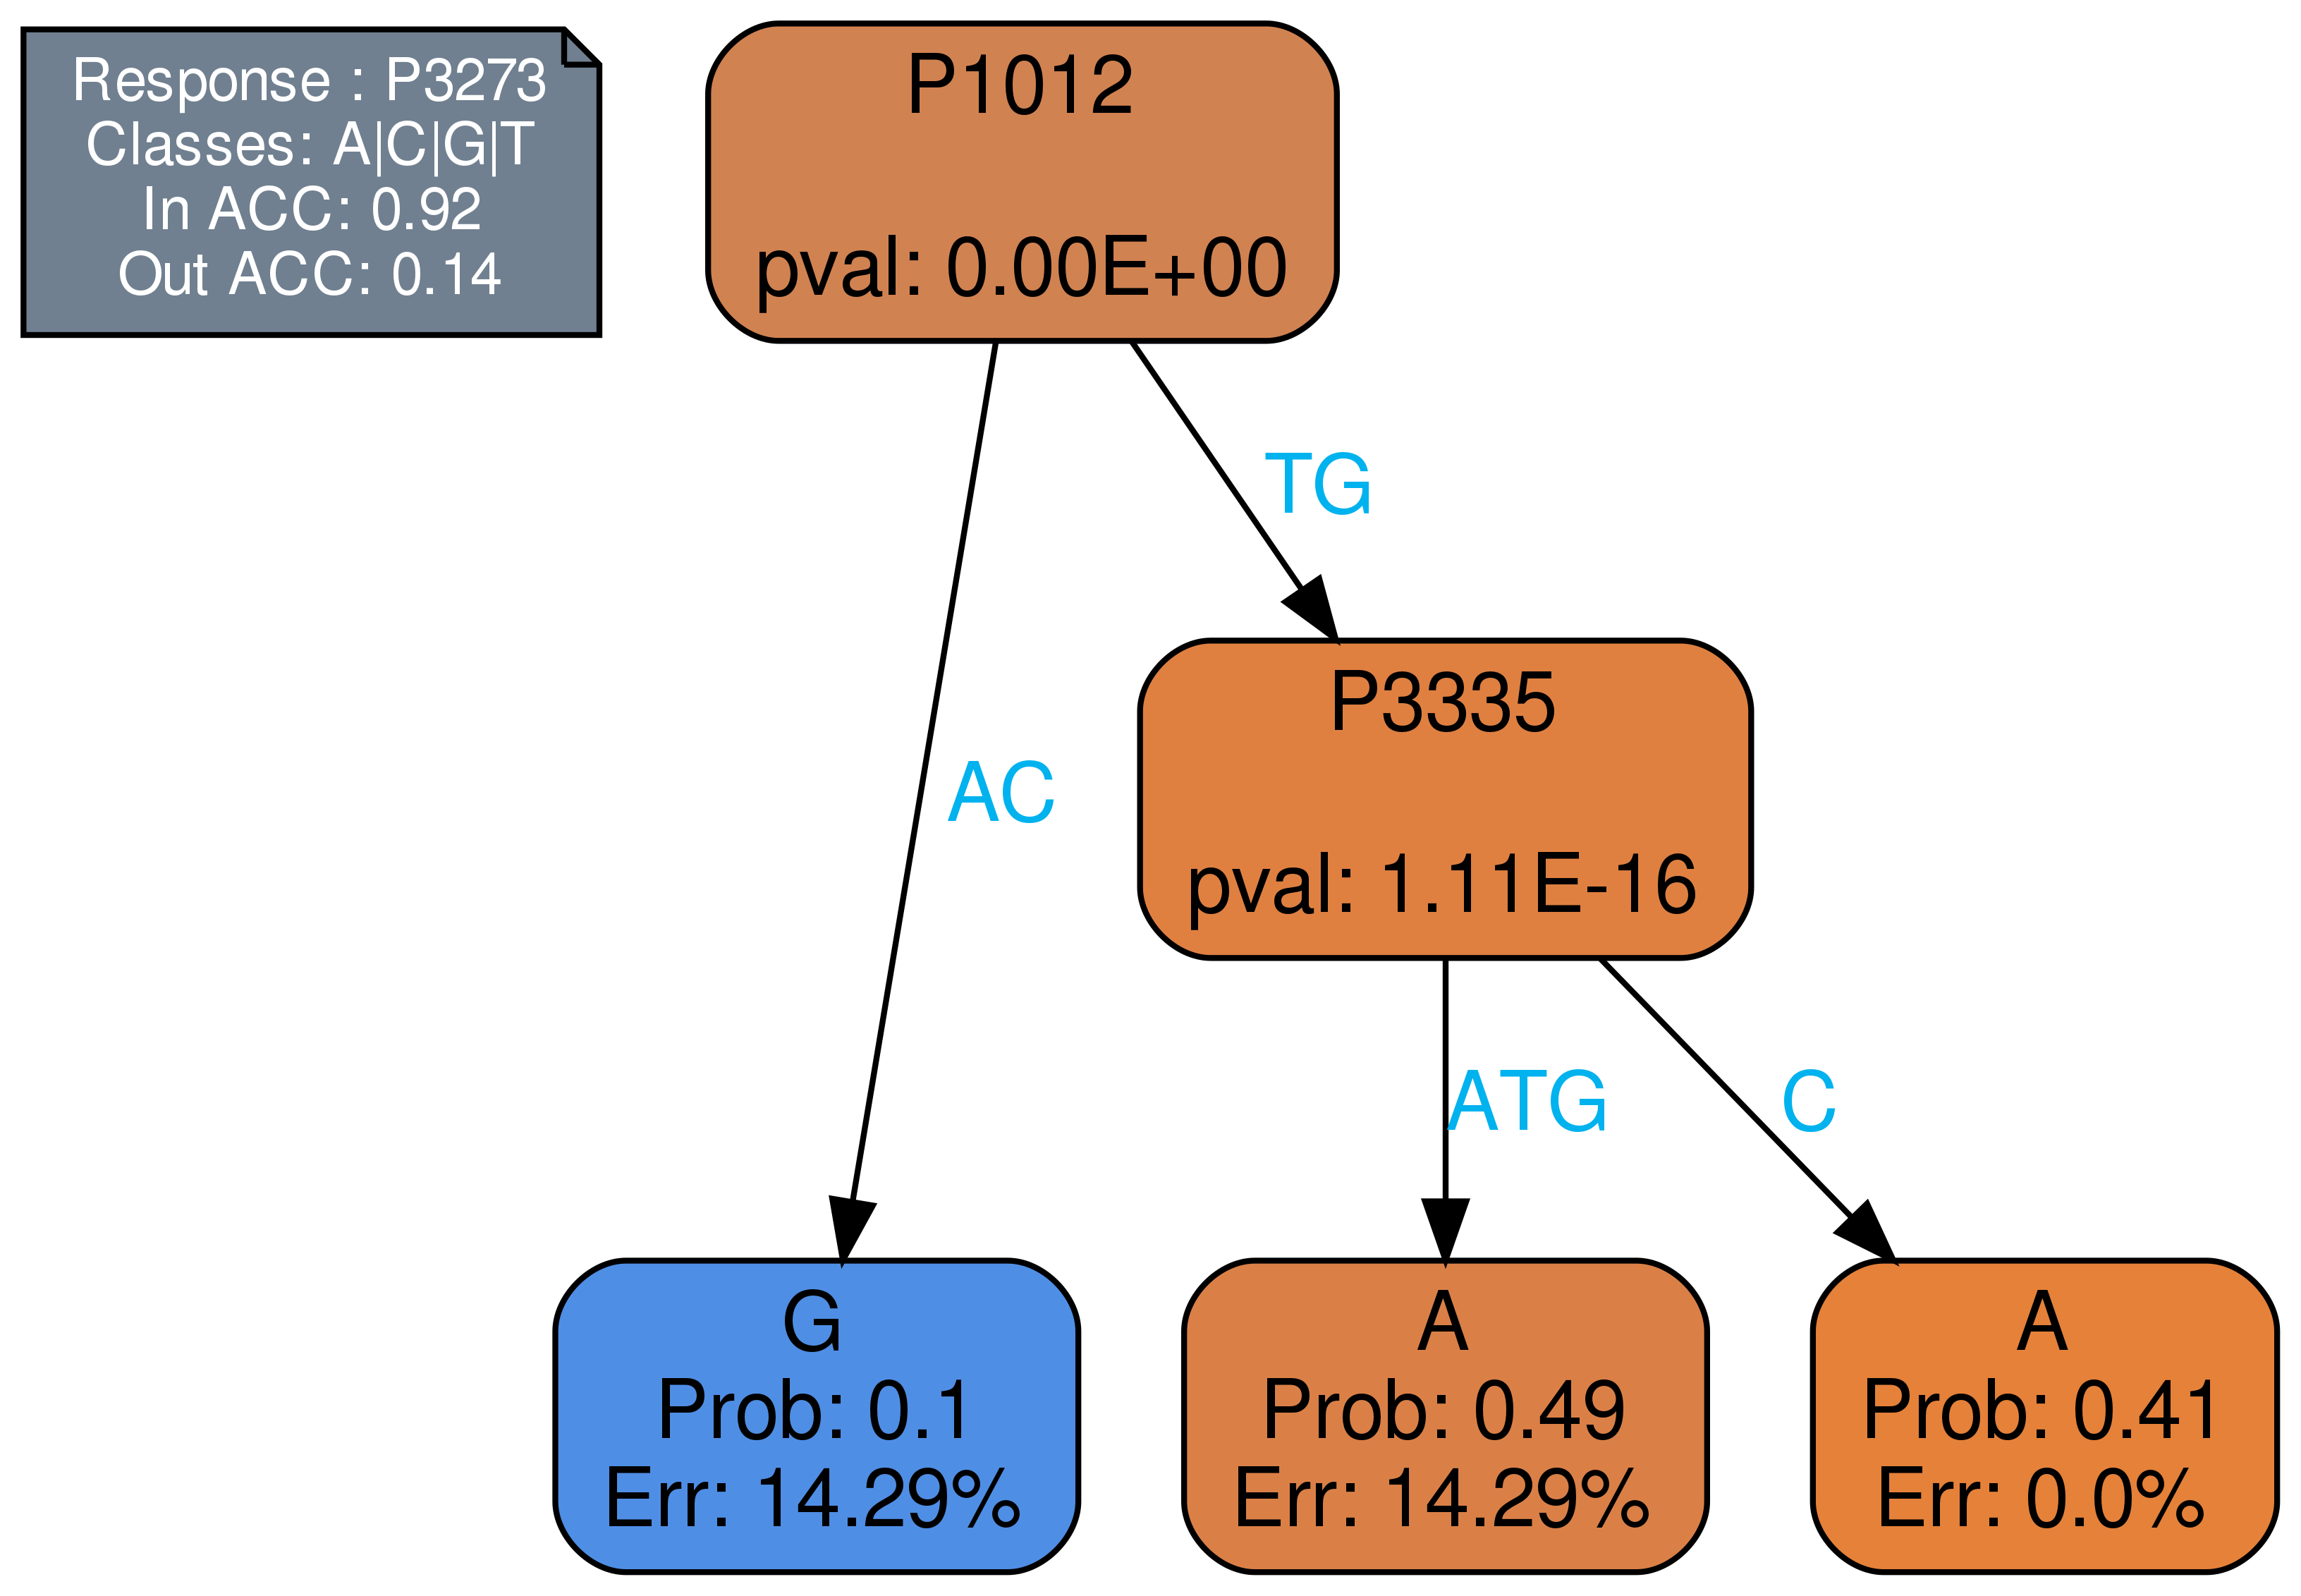 Response : P3273
Classes: A|C|G|T
In ACC: 0.92
Out ACC: 0.14
P1012
pval: 0.00E+00
TG
P3335
pval: 1.11E-16
AC
ATG
C
G
Prob: 0.1
Err: 14.29%
A
Prob: 0.49
Err: 14.29%
A
Prob: 0.41
Err: 0.0%